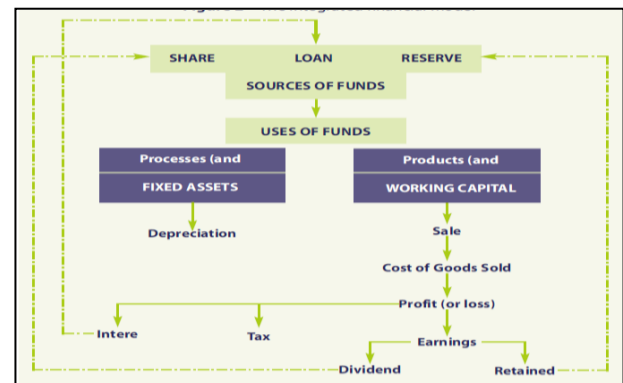 SHARE LOAN RESERVE
SOURCES OF FUNDS
USES OF FUNDS
Processes (and
Products (and
FIXED ASSETS
WORKING CAPITAL
Depreciation
Sale
Cost of Goods Sold
Profit (or loss)
Intere
Tax
Earnings
Dividend
Retained